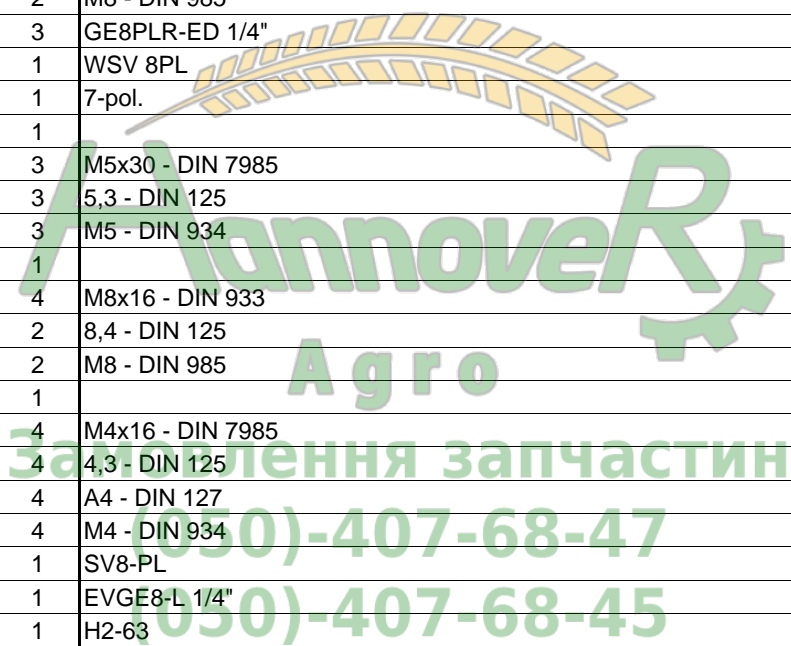 2 M8 - DIN 985
3 GE8PLR-ED 1/4"
1 WSV 8PL
1 7-pol.
1
3 M5x30 - DIN 7985
3 5,3 - DIN 125
3 M5 - DIN 934
HannoveR
1
4 M8x16 - DIN 933
2 8,4 - DIN 125
2 M8 - DIN 985
Agro
1
4 M4x16 - DIN 7985
Замовлення запчастин
4 4,3 - DIN 125
4 A4 - DIN 127
4 M4 - DIN 934
(050)-407-68-47
1 SV8-PL
1 EVGE8-L 1/4"
(050)-407-68-45
1 H2-63